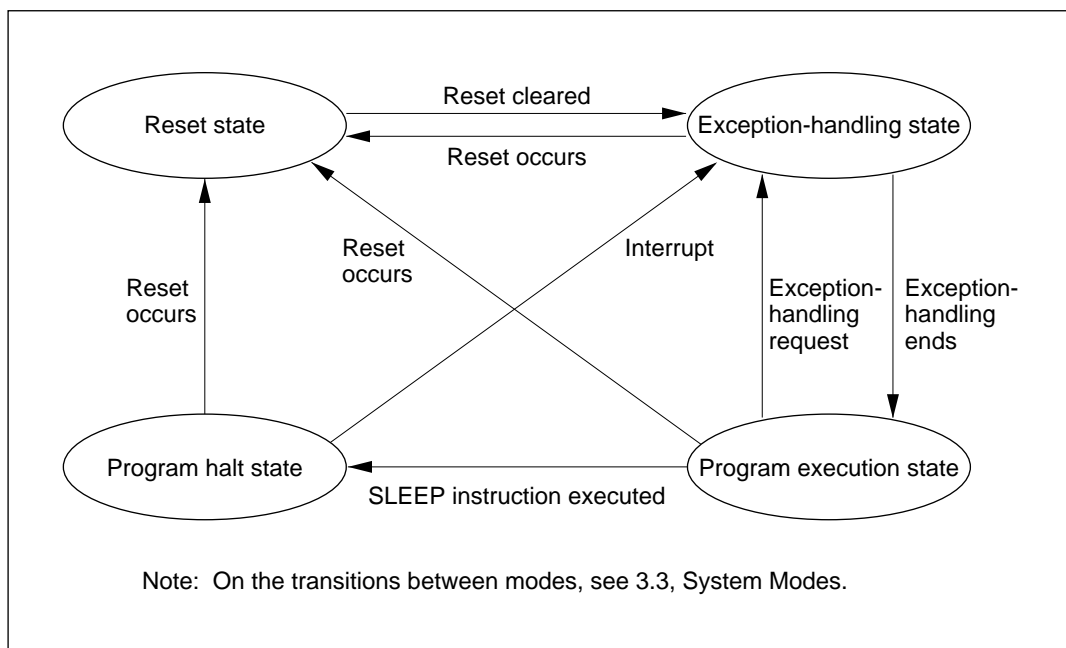 Reset cleared
Reset state
Exception-handling state
Reset occurs
Reset
occurs
Interrupt
Reset
occurs
Exception-
handling
request
Exception-
handling
ends
Program halt state
Program execution state
SLEEP instruction executed
Note: On the transitions between modes, see 3.3, System Modes.